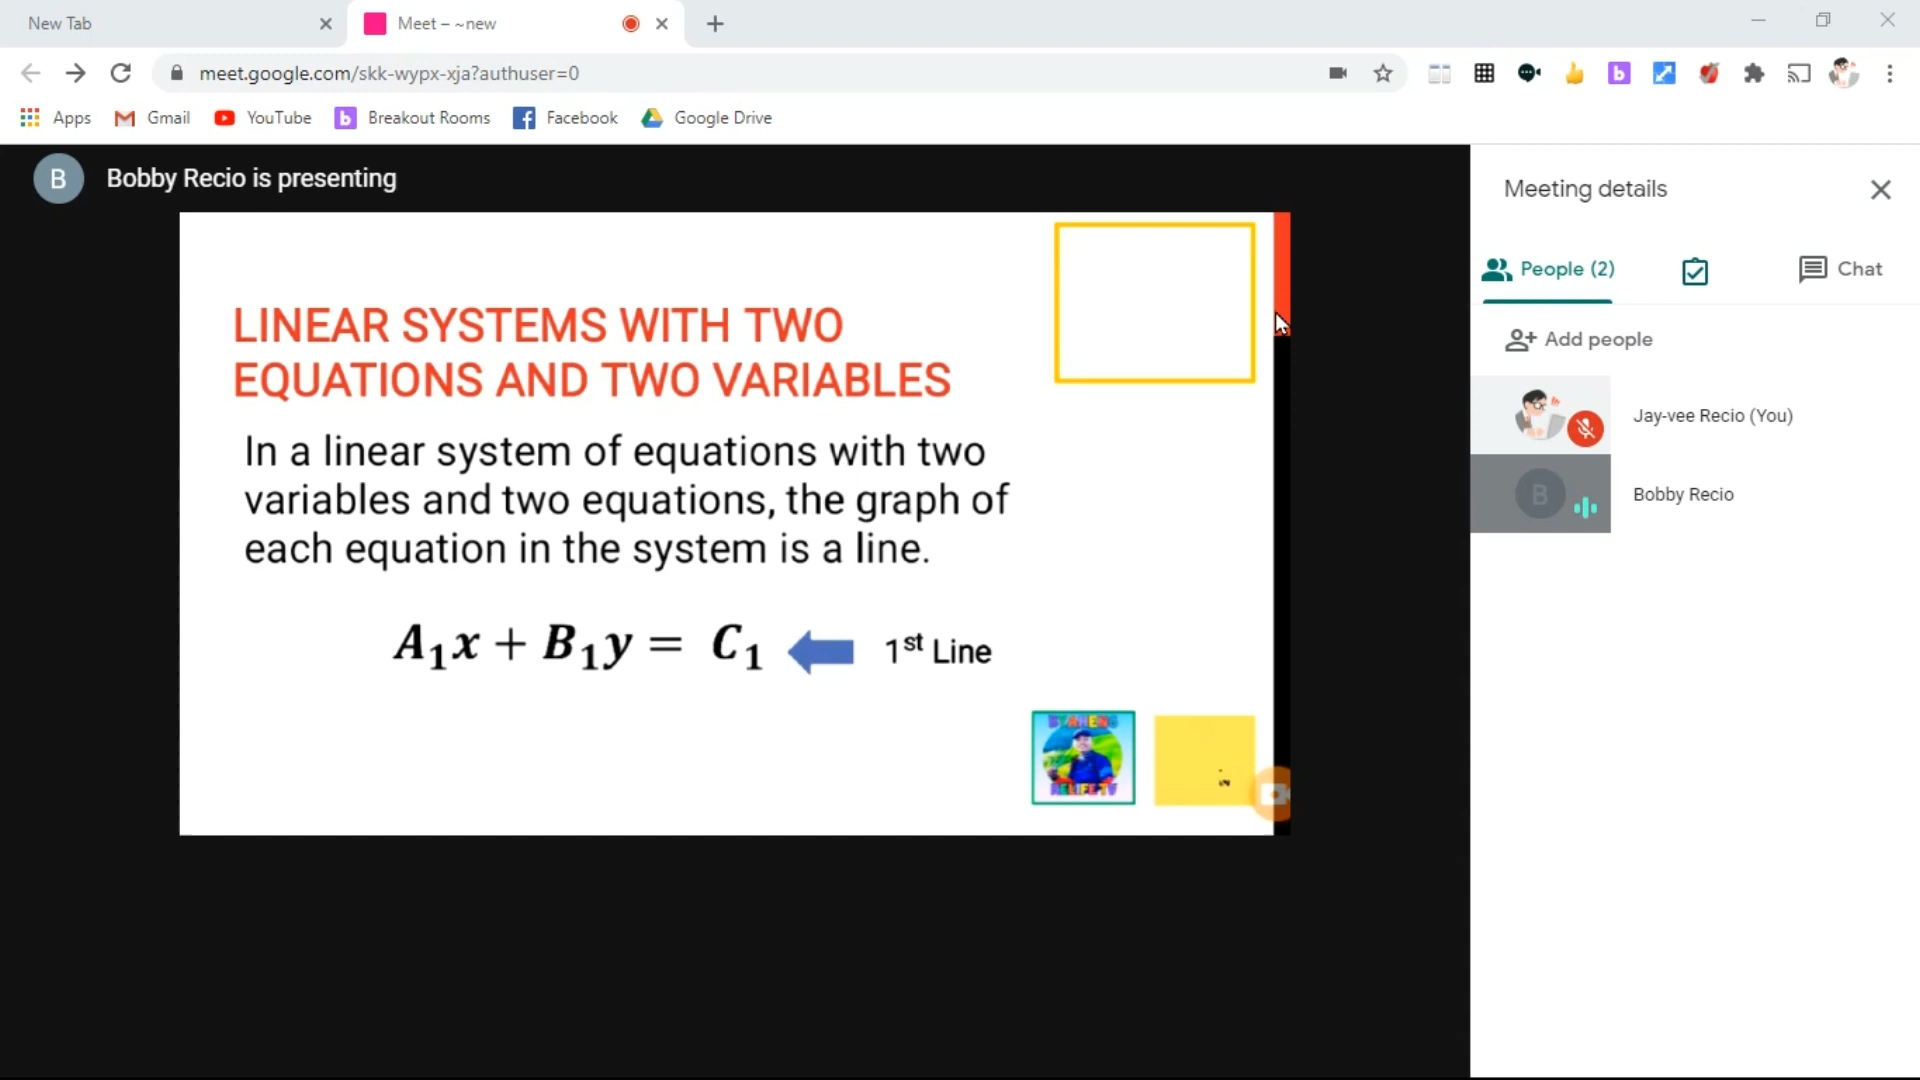 New Tab
Meet – ~new
meet.google.com/skk-wypx-xja?authuser=0
Apps
Gmail
YouTube
Breakout Rooms
Facebook
Google Drive
B
Bobby Recio is presenting
LINEAR SYSTEMS WITH TWO
EQUATIONS AND TWO VARIABLES
In a linear system of equations with two
variables and two equations, the graph of
each equation in the system is a line.
A₁x + B₁y = C₁ 1st Line
BYAHENG
RELIFE TV
Meeting details
People (2)
Chat
Add people
Jay-vee Recio (You)
B
Bobby Recio